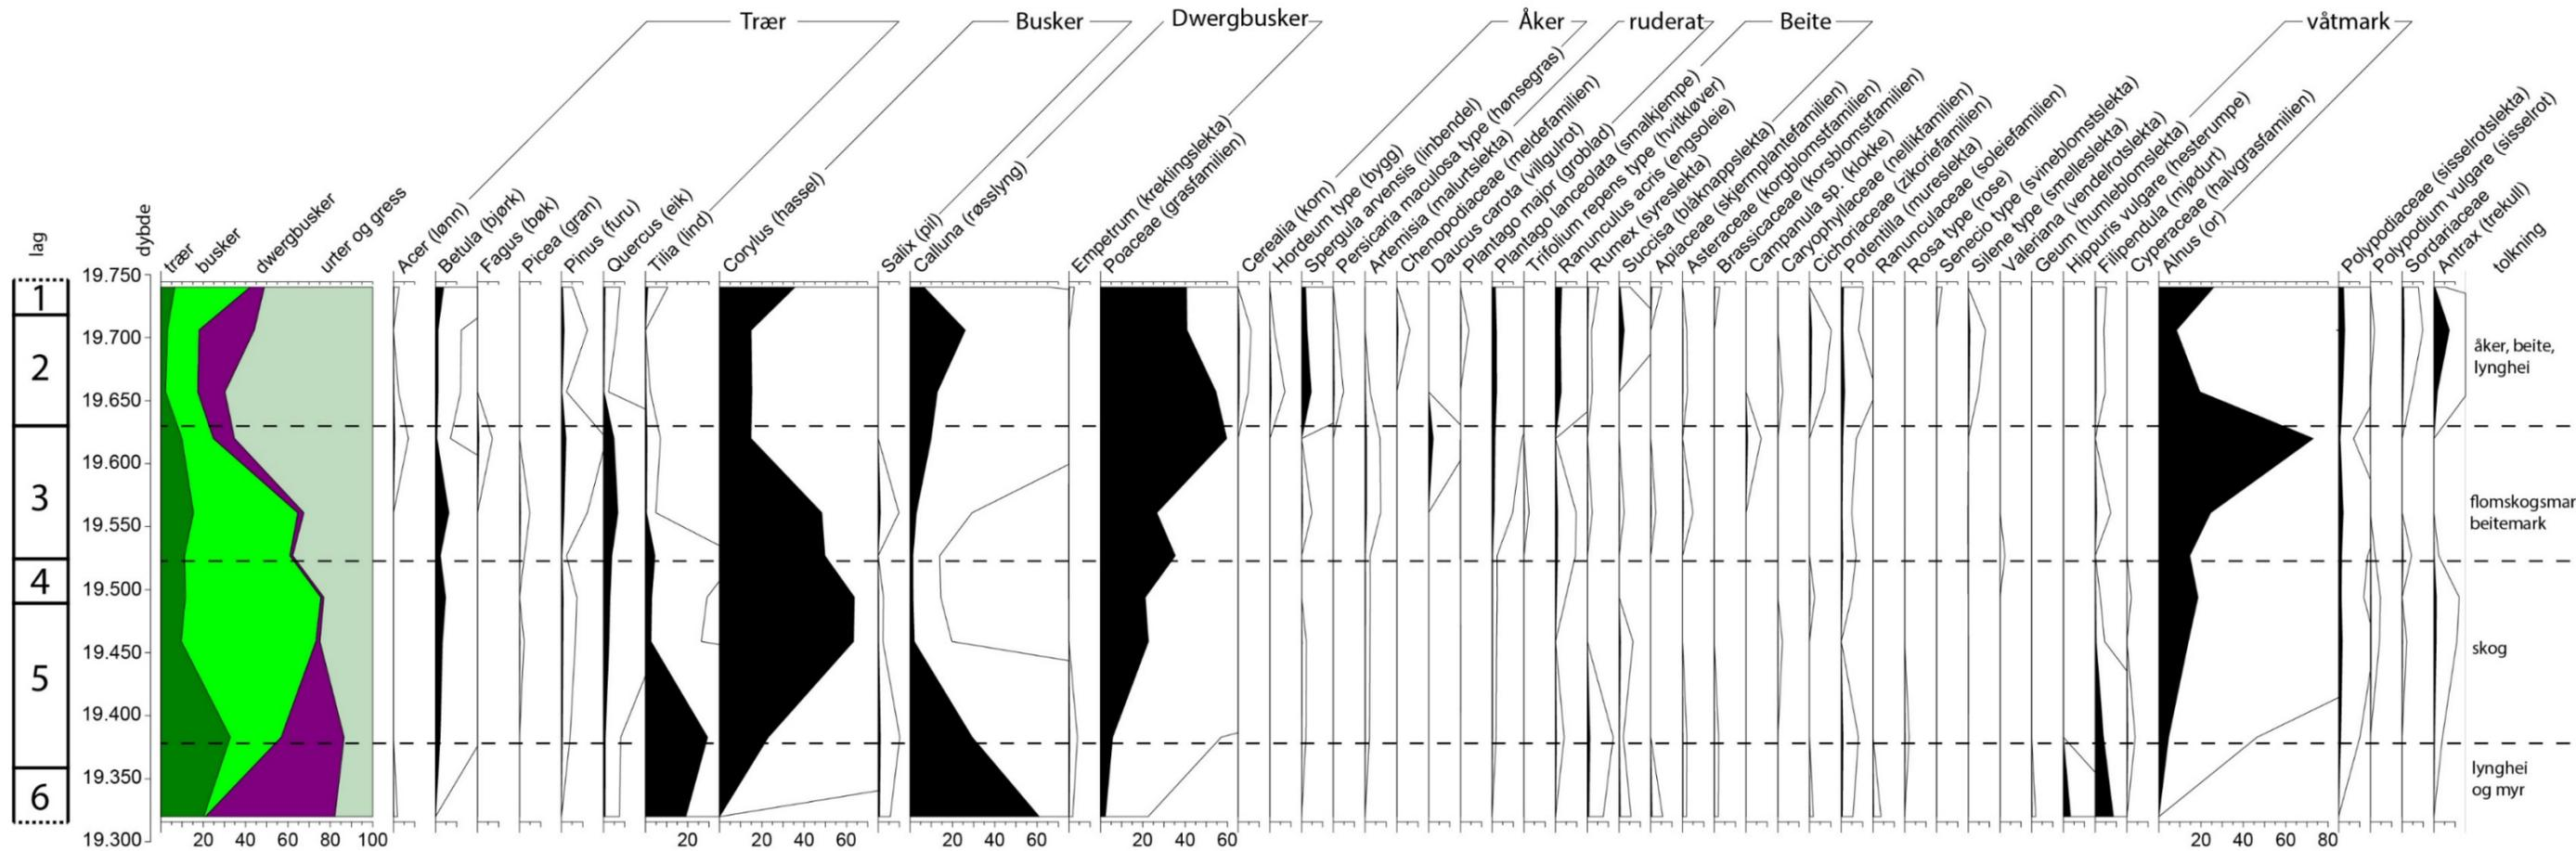 Trær
Busker
Dwergbusker
Åker
ruderat
Beite
våtmark
lag
dybde
trær
busker
dwergbusker
urter og gress
Acer (lønn)
Betula (bjørk)
Fagus (bøk)
Picea (gran)
Pinus (furu)
Quercus (eik)
Tilia (lind)
Corylus (hassel)
Salix (pil)
Calluna (røsslyng)
Empetrum (kreklingslekta)
Poaceae (grasfamilien)
Cerealia (korn)
Hordeum type (bygg)
Spergula arvensis (linbendel)
Persicaria maculosa type (hønsegras)
Artemisia (malurtslekta)
Chenopodiaceae (meldefamilien)
Daucus carota (villgulrot)
Plantago major (groblad)
Plantago lanceolata (smalkjempe)
Trifolium repens type (hvitkløver)
Ranunculus acris (engsoleie)
Rumex (syreslekta)
Succisa (blåknappslekta)
Apiaceae (skjermplantefamilien)
Asteraceae (korgblomstfamilien)
Brassicaceae (korsblomstfamilien)
Campanula sp. (klokke)
Caryophyllaceae (nellikfamilien)
Cichoriaceae (zikoriefamilien)
Potentilla (mureslekta)
Ranunculaceae (soleiefamilien)
Rosa type (rose)
Senecio type (svineblomstslekta)
Silene type (smelleslekta)
Valeriana (vendelrotslekta)
Geum (humleblomslekta)
Hippuris vulgare (hesterumpe)
Filipendula (mjødurt)
Cyperaceae (halvgrasfamilien)
Alnus (or)
Polypodiaceae (sisselrotslekta)
Polypodium vulgare (sisselrot)
Sordariaceae
Antrax (trekull)
tolkning
19.750
19.700
19.650
19.600
19.550
19.500
19.450
19.400
19.350
19.300
1
2
3
4
5
6
åker, beite,
lynghei
flomskogsmar
beitemark
skog
lynghei
og myr
20 40 60 80 100
20
20 40 60
20 40 60
20 40 60
20 40 60 80